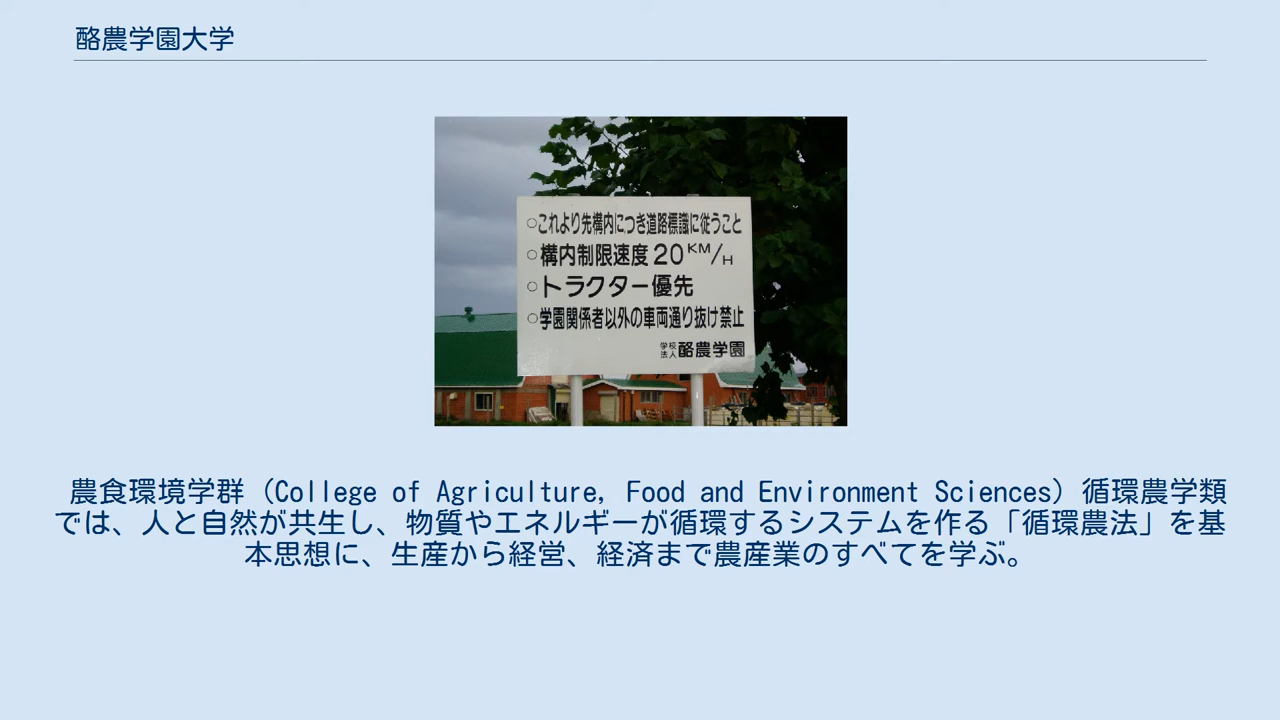 酪農学園大学
○これより先構内につき道路標識に従うこと
○構内制限速度20KM/H
○トラクター優先
○学園関係者以外の車両通り抜け禁止
学校法人 酪農学園
農食環境学群（College of Agriculture, Food and Environment Sciences）循環農学類
では、人と自然が共生し、物質やエネルギーが循環するシステムを作る「循環農法」を基
本思想に、生産から経営、経済まで農産業のすべてを学ぶ。